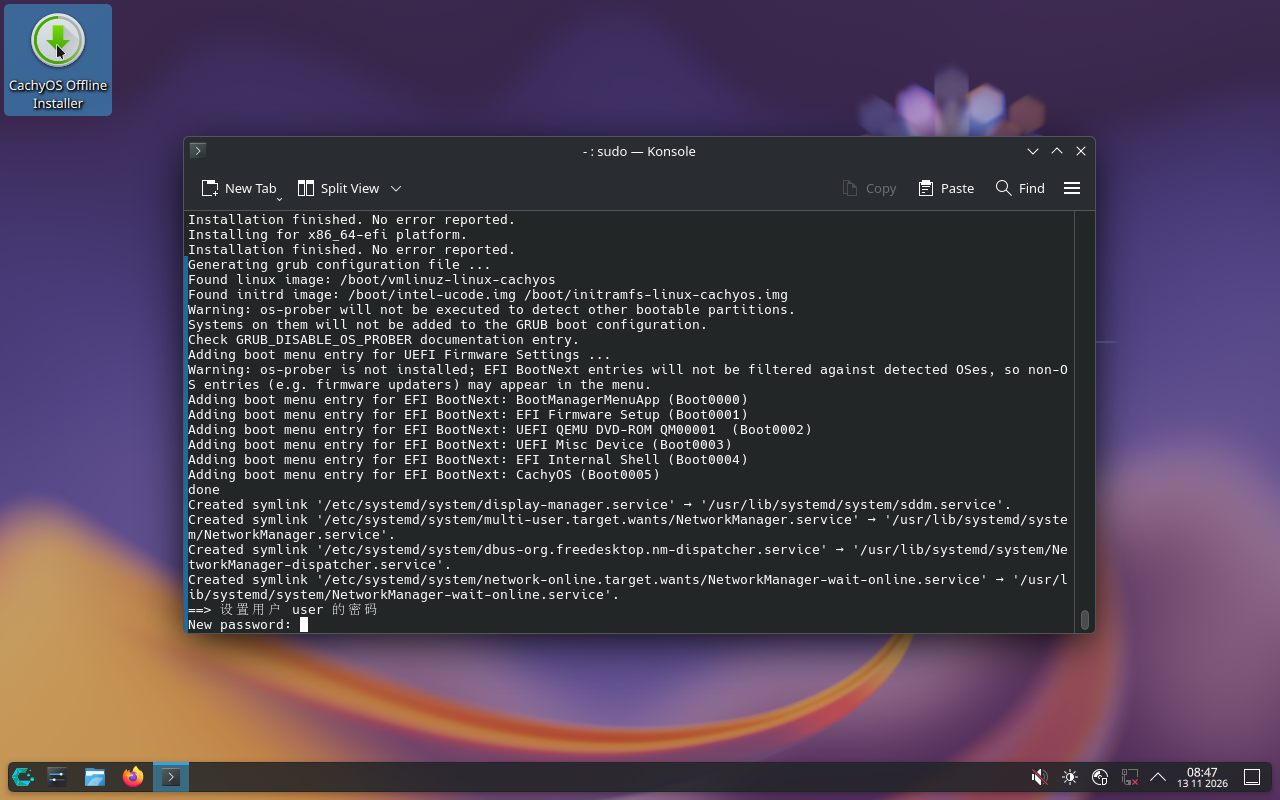 CachyOS Offline
Installer
- : sudo — Konsole
New Tab
Split View
Copy
Paste
Find
Installation finished. No error reported.
Installing for x86_64-efi platform.
Installation finished. No error reported.
Generating grub configuration file ...
Found linux image: /boot/vmlinuz-linux-cachyos
Found initrd image: /boot/intel-ucode.img /boot/initramfs-linux-cachyos.img
Warning: os-prober will not be executed to detect other bootable partitions.
Systems on them will not be added to the GRUB boot configuration.
Check GRUB_DISABLE_OS_PROBER documentation entry.
Adding boot menu entry for UEFI Firmware Settings ...
Warning: os-prober is not installed; EFI BootNext entries will not be filtered against detected OSes, so non-O
S entries (e.g. firmware updaters) may appear in the menu.
Adding boot menu entry for EFI BootNext: BootManagerMenuApp (Boot0000)
Adding boot menu entry for EFI BootNext: EFI Firmware Setup (Boot0001)
Adding boot menu entry for EFI BootNext: UEFI QEMU DVD-ROM QM00001  (Boot0002)
Adding boot menu entry for EFI BootNext: UEFI Misc Device (Boot0003)
Adding boot menu entry for EFI BootNext: EFI Internal Shell (Boot0004)
Adding boot menu entry for EFI BootNext: CachyOS (Boot0005)
done
Created symlink '/etc/systemd/system/display-manager.service' → '/usr/lib/systemd/system/sddm.service'.
Created symlink '/etc/systemd/system/multi-user.target.wants/NetworkManager.service' → '/usr/lib/systemd/syste
m/NetworkManager.service'.
Created symlink '/etc/systemd/system/dbus-org.freedesktop.nm-dispatcher.service' → '/usr/lib/systemd/system/Ne
tworkManager-dispatcher.service'.
Created symlink '/etc/systemd/system/network-online.target.wants/NetworkManager-wait-online.service' → '/usr/l
ib/systemd/system/NetworkManager-wait-online.service'.
==> 设置用户 user 的密码
New password:
08:47
13 11 2026